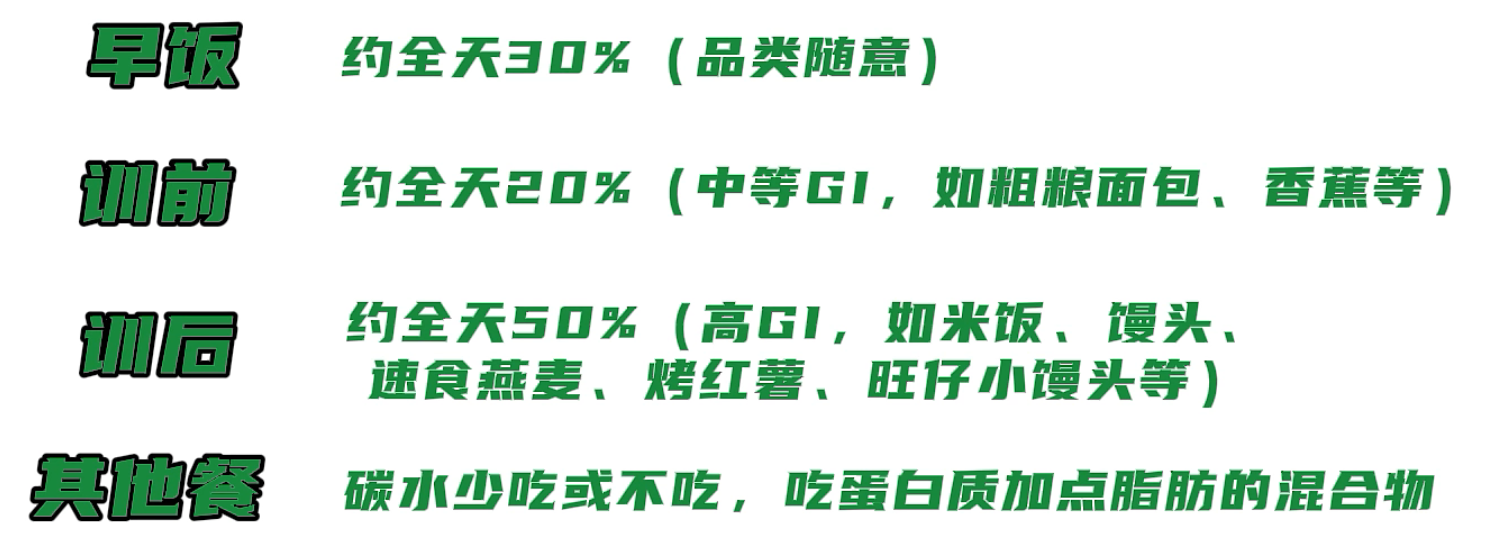 早饭 约全天30%（品类随意）
训前 约全天20%（中等GI，如粗粮面包、香蕉等）
训后 约全天50%（高GI，如米饭、馒头、
速食燕麦、烤红薯、旺仔小馒头等）
其他餐 碳水少吃或不吃，吃蛋白质加点脂肪的混合物